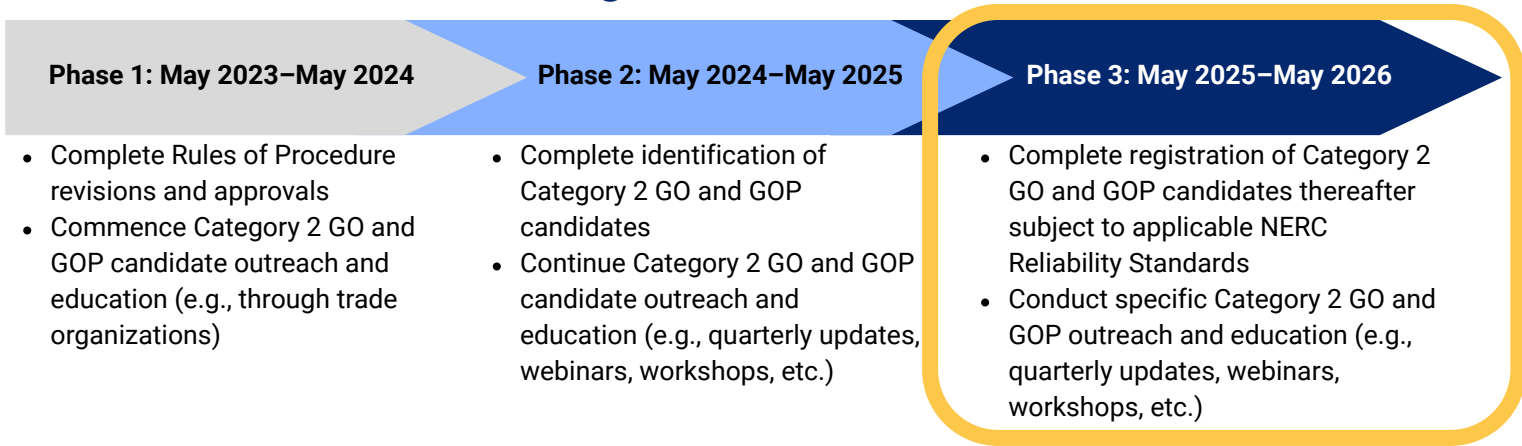 Phase 1: May 2023–May 2024
• Complete Rules of Procedure
revisions and approvals
• Commence Category 2 GO and
GOP candidate outreach and
education (e.g., through trade
organizations)
Phase 2: May 2024–May 2025
• Complete identification of
Category 2 GO and GOP
candidates
• Continue Category 2 GO and GOP
candidate outreach and
education (e.g., quarterly updates,
webinars, workshops, etc.)
Phase 3: May 2025–May 2026
• Complete registration of Category 2
GO and GOP candidates thereafter
subject to applicable NERC
Reliability Standards
• Conduct specific Category 2 GO and
GOP outreach and education (e.g.,
quarterly updates, webinars,
workshops, etc.)